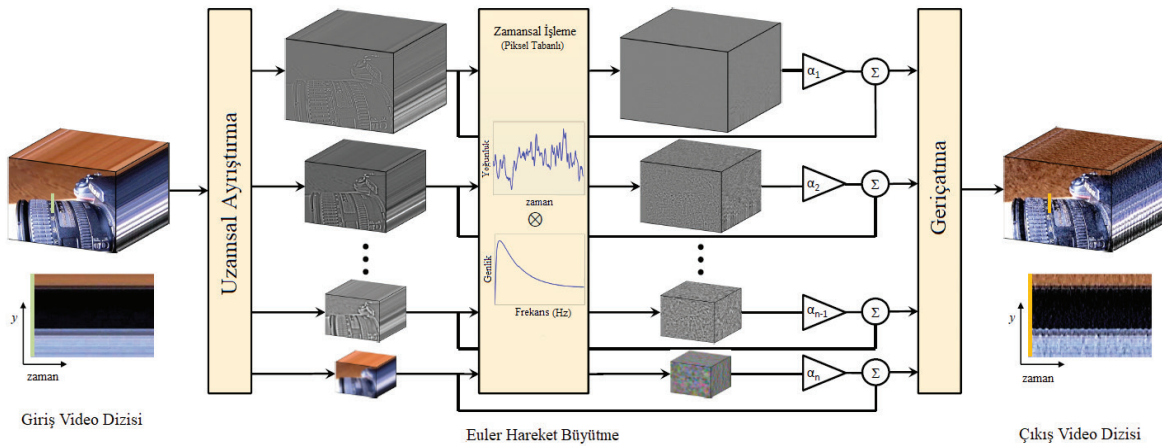 Uzamsal Ayrıştırma
Zamansal İşleme
(Piksel Tabanlı)
Yoğunluk
zaman
Genlik
Frekans (Hz)
α1
Σ
α2
Σ
αn-1
Σ
αn
Σ
Geriçatma
y
zaman
Giriş Video Dizisi
Euler Hareket Büyütme
y
zaman
Çıkış Video Dizisi